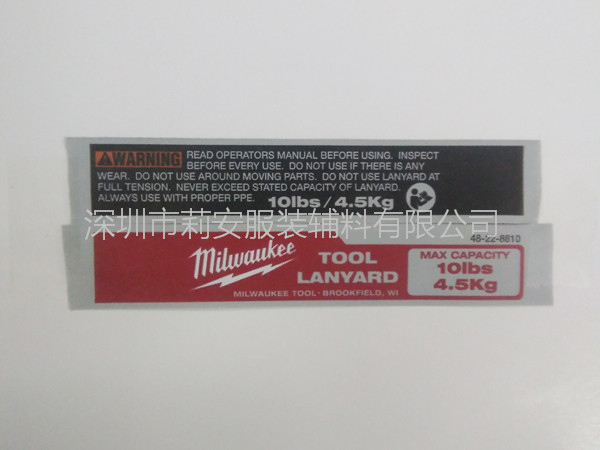 WARNING READ OPERATORS MANUAL BEFORE USING. INSPECT
BEFORE EVERY USE. DO NOT USE IF THERE IS ANY
WEAR. DO NOT USE AROUND MOVING PARTS. DO NOT USE LANYARD AT
FULL TENSION. NEVER EXCEED STATED CAPACITY OF LANYARD.
ALWAYS USE WITH PROPER PPE. 10lbs/4.5Kg
深圳市莉安服装辅料有限公司
48-22-8810
Milwaukee
TOOL
LANYARD
MILWAUKEE TOOL · BROOKFIELD, WI
MAX CAPACITY
10lbs
4.5Kg